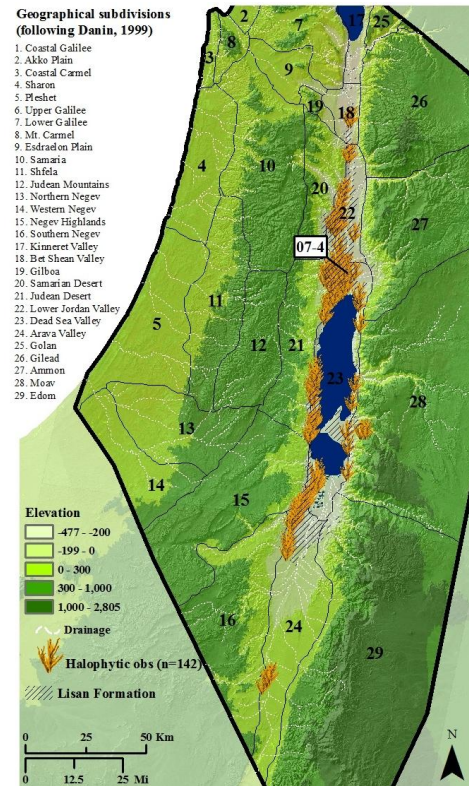 Geographical subdivisions
(following Danin, 1999)
1. Coastal Galilee
2. Akko Plain
3. Coastal Carmel
4. Sharon
5. Pleshet
6. Upper Galilee
7. Lower Galilee
8. Mt. Carmel
9. Esdraelon Plain
10. Samaria
11. Shfela
12. Judean Mountains
13. Northern Negev
14. Western Negev
15. Negev Highlands
16. Southern Negev
17. Kinneret Valley
18. Bet Shean Valley
19. Gilboa
20. Samarian Desert
21. Judean Desert
22. Lower Jordan Valley
23. Dead Sea Valley
24. Arava Valley
25. Golan
26. Gilead
27. Ammon
28. Moav
29. Edom
2
7
17
25
8
3
9
19
18
26
4
10
20
22
27
07-4
11
5
12
21
23
28
13
14
15
16
24
29
Elevation
-477 - -200
-199 - 0
0 - 300
300 - 1,000
1,000 - 2,805
Drainage
Halophytic obs (n=142)
Lisan Formation
0 25 50 Km
0 12.5 25 Mi
N